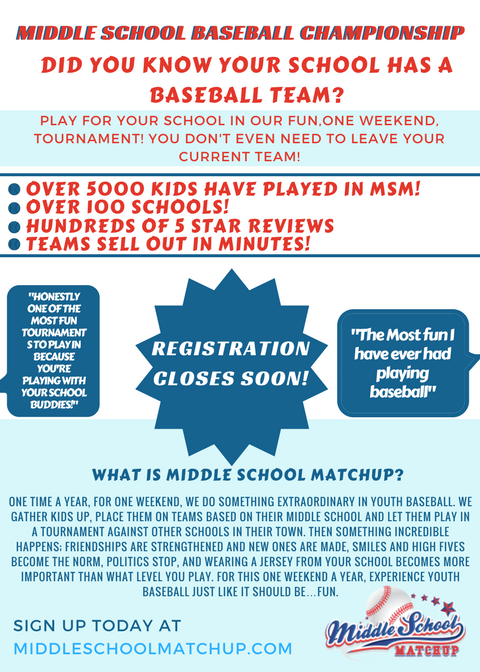 MIDDLE SCHOOL BASEBALL CHAMPIONSHIP
DID YOU KNOW YOUR SCHOOL HAS A
BASEBALL TEAM?
PLAY FOR YOUR SCHOOL IN OUR FUN,ONE WEEKEND,
TOURNAMENT! YOU DON'T EVEN NEED TO LEAVE YOUR
CURRENT TEAM!
OVER 5000 KIDS HAVE PLAYED IN MSM!
OVER 100 SCHOOLS!
HUNDREDS OF 5 STAR REVIEWS
TEAMS SELL OUT IN MINUTES!
"HONESTLY
ONE OF THE
MOST FUN
TOURNAMENT
S TO PLAY IN
BECAUSE
YOU'RE
PLAYING WITH
YOUR SCHOOL
BUDDIES!"
REGISTRATION
CLOSES SOON!
"The Most fun I
have ever had
playing
baseball"
WHAT IS MIDDLE SCHOOL MATCHUP?
ONE TIME A YEAR, FOR ONE WEEKEND, WE DO SOMETHING EXTRAORDINARY IN YOUTH BASEBALL. WE
GATHER KIDS UP, PLACE THEM ON TEAMS BASED ON THEIR MIDDLE SCHOOL AND LET THEM PLAY IN
A TOURNAMENT AGAINST OTHER SCHOOLS IN THEIR TOWN. THEN SOMETHING INCREDIBLE
HAPPENS; FRIENDSHIPS ARE STRENGTHENED AND NEW ONES ARE MADE, SMILES AND HIGH FIVES
BECOME THE NORM, POLITICS STOP, AND WEARING A JERSEY FROM YOUR SCHOOL BECOMES MORE
IMPORTANT THAN WHAT LEVEL YOU PLAY. FOR THIS ONE WEEKEND A YEAR, EXPERIENCE YOUTH
BASEBALL JUST LIKE IT SHOULD BE...FUN.
SIGN UP TODAY AT
MIDDLESCHOOLMATCHUP.COM
Middle School
MATCHUP